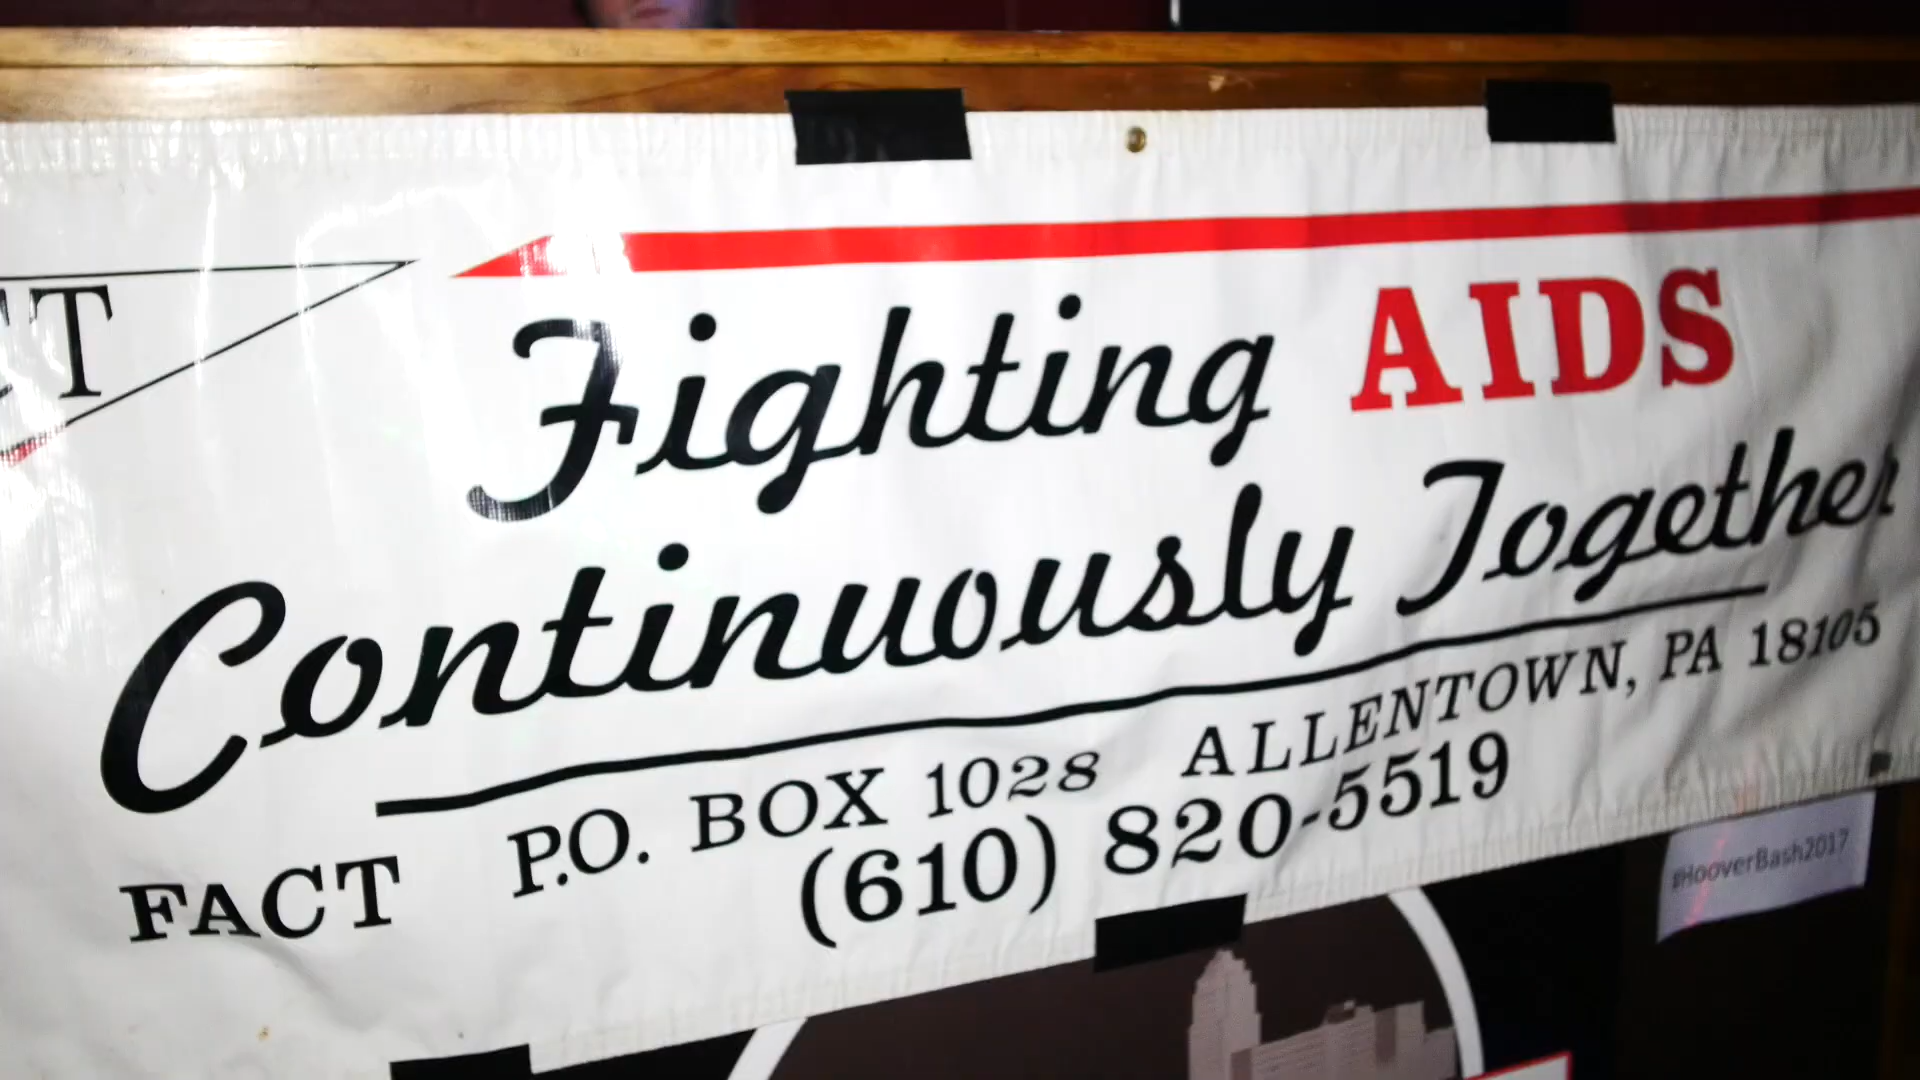 Fighting AIDS
Continuously Together
FACT P.O. BOX 1028 ALLENTOWN, PA 18105
(610) 820-5519
#HooverBash2017